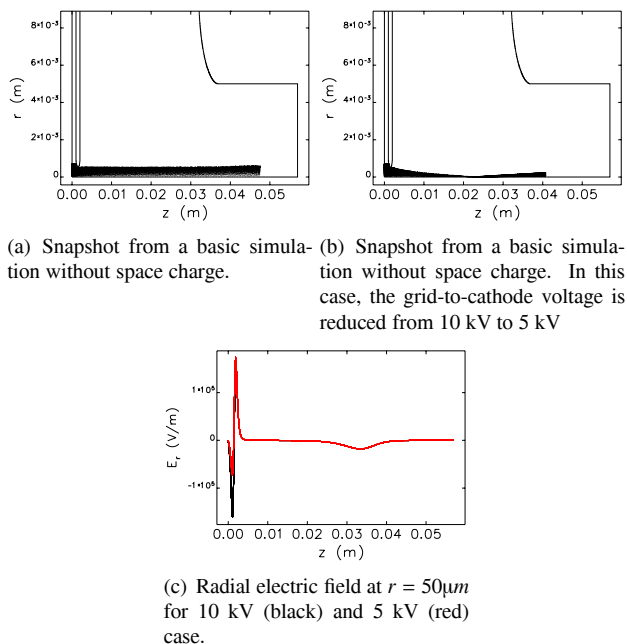 8×10⁻³
6×10⁻³
4×10⁻³
2×10⁻³
0
r (m)
0.00 0.01 0.02 0.03 0.04 0.05
z (m)
8×10⁻³
6×10⁻³
4×10⁻³
2×10⁻³
0
r (m)
0.00 0.01 0.02 0.03 0.04 0.05
z (m)
(a) Snapshot from a basic simula-
tion without space charge.
(b) Snapshot from a basic simula-
tion without space charge. In this
case, the grid-to-cathode voltage is
reduced from 10 kV to 5 kV
1×10⁵
0
-1×10⁵
E_r (V/m)
0.00 0.01 0.02 0.03 0.04 0.05
z (m)
(c) Radial electric field at r = 50μm
for 10 kV (black) and 5 kV (red)
case.